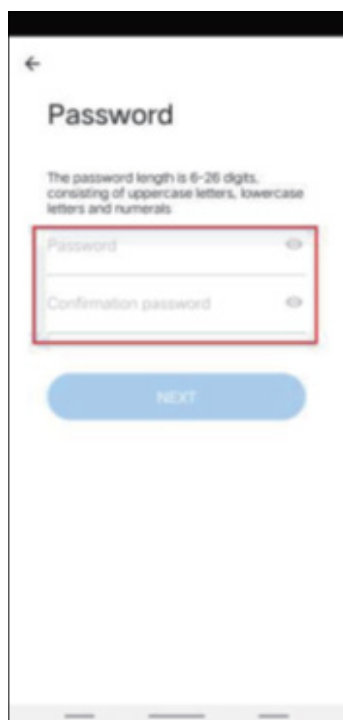 Password
The password length is 6-26 digits,
consisting of uppercase letters, lowercase
letters and numerals
Password
Confirmation password
NEXT